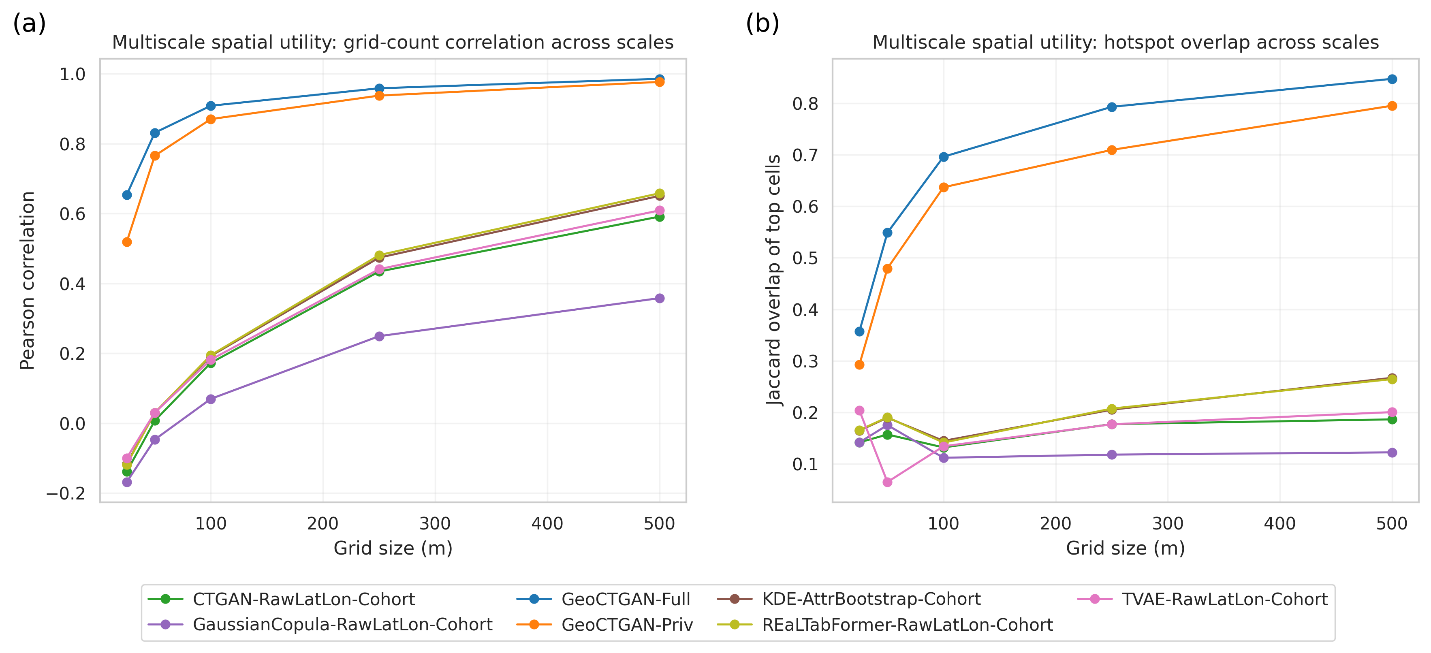 (a)
Multiscale spatial utility: grid-count correlation across scales
1.0
0.8
0.6
0.4
0.2
0.0
−0.2
Pearson correlation
100
200
300
400
500
Grid size (m)
(b)
Multiscale spatial utility: hotspot overlap across scales
0.8
0.7
0.6
0.5
0.4
0.3
0.2
0.1
Jaccard overlap of top cells
100
200
300
400
500
Grid size (m)
CTGAN-RawLatLon-Cohort
GaussianCopula-RawLatLon-Cohort
GeoCTGAN-Full
GeoCTGAN-Priv
KDE-AttrBootstrap-Cohort
REaLTabFormer-RawLatLon-Cohort
TVAE-RawLatLon-Cohort